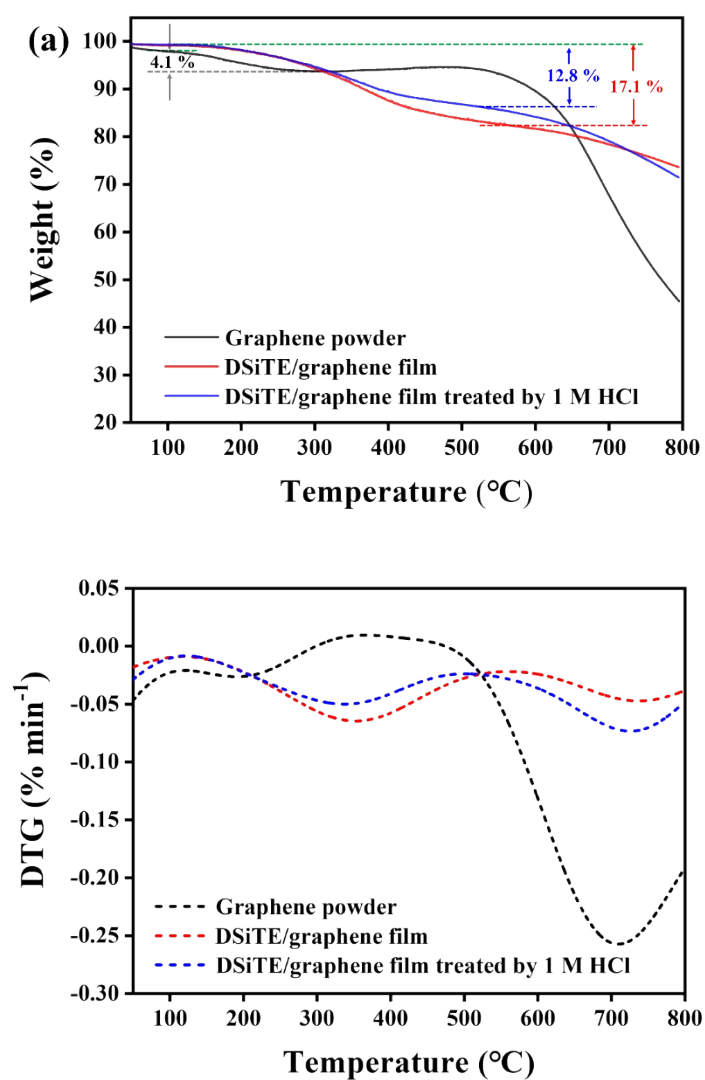 (a)
100
90
80
70
60
50
40
30
20
Weight (%)
4.1 %
12.8 %
17.1 %
Graphene powder
DSiTE/graphene film
DSiTE/graphene film treated by 1 M HCl
100 200 300 400 500 600 700 800
Temperature (℃)
0.05
0.00
-0.05
-0.10
-0.15
-0.20
-0.25
-0.30
DTG (% min⁻¹)
Graphene powder
DSiTE/graphene film
DSiTE/graphene film treated by 1 M HCl
100 200 300 400 500 600 700 800
Temperature (℃)